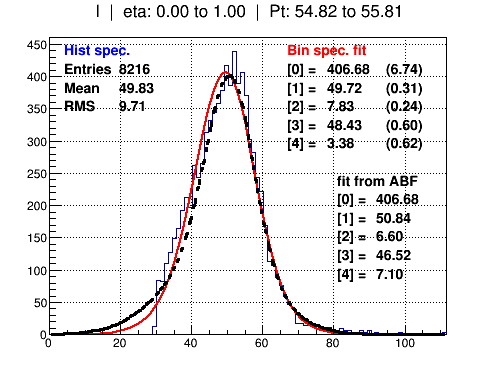 I | eta: 0.00 to 1.00 | Pt: 54.82 to 55.81
Hist spec.
Entries 8216
Mean 49.83
RMS 9.71
Bin spec. fit
[0] = 406.68 (6.74)
[1] = 49.72 (0.31)
[2] = 7.83 (0.24)
[3] = 48.43 (0.60)
[4] = 3.38 (0.62)
fit from ABF
[0] = 406.68
[1] = 50.84
[2] = 6.60
[3] = 46.52
[4] = 7.10
450
400
350
300
250
200
150
100
50
0
0 20 40 60 80 100